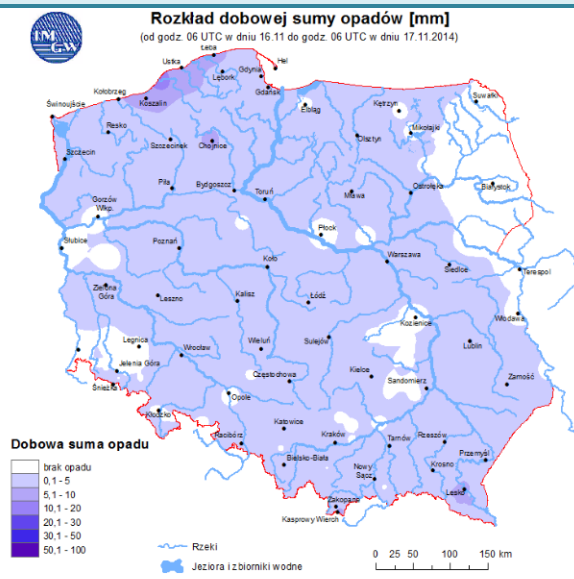 Rozkład dobowej sumy opadów [mm]
(od godz. 06 UTC w dniu 16.11 do godz. 06 UTC w dniu 17.11.2014)
IM
GW
Łeba
Ustka
Hel
Gdynia
Lębork
Gdańsk
Kołobrzeg
Koszalin
Suwałki
Świnoujście
Elbląg
Kętrzyn
Resko
Mikołajki
Szczecinek
Chojnice
Olsztyn
Szczecin
Piła
Bydgoszcz
Toruń
Mława
Ostrołęka
Białystok
Gorzów
Wlkp.
Płock
Słubice
Poznań
Warszawa
Koło
Siedlce
Terespol
Zielona
Góra
Leszno
Kalisz
Łódź
Kozienice
Włodawa
Legnica
Wrocław
Wieluń
Sulejów
Lublin
Jelenia Góra
Śnieżka
Częstochowa
Kielce
Sandomierz
Zamość
Opole
Kłodzko
Katowice
Racibórz
Kraków
Tarnów
Rzeszów
Bielsko-Biała
Przemyśl
Nowy
Sącz
Krosno
Lesko
Zakopane
Kasprowy Wierch
Dobowa suma opadu
brak opadu
0,1 - 5
5,1 - 10
10,1 - 20
20,1 - 30
30,1 - 50
50,1 - 100
Rzeki
Jeziora i zbiorniki wodne
0 25 50 100 150 km